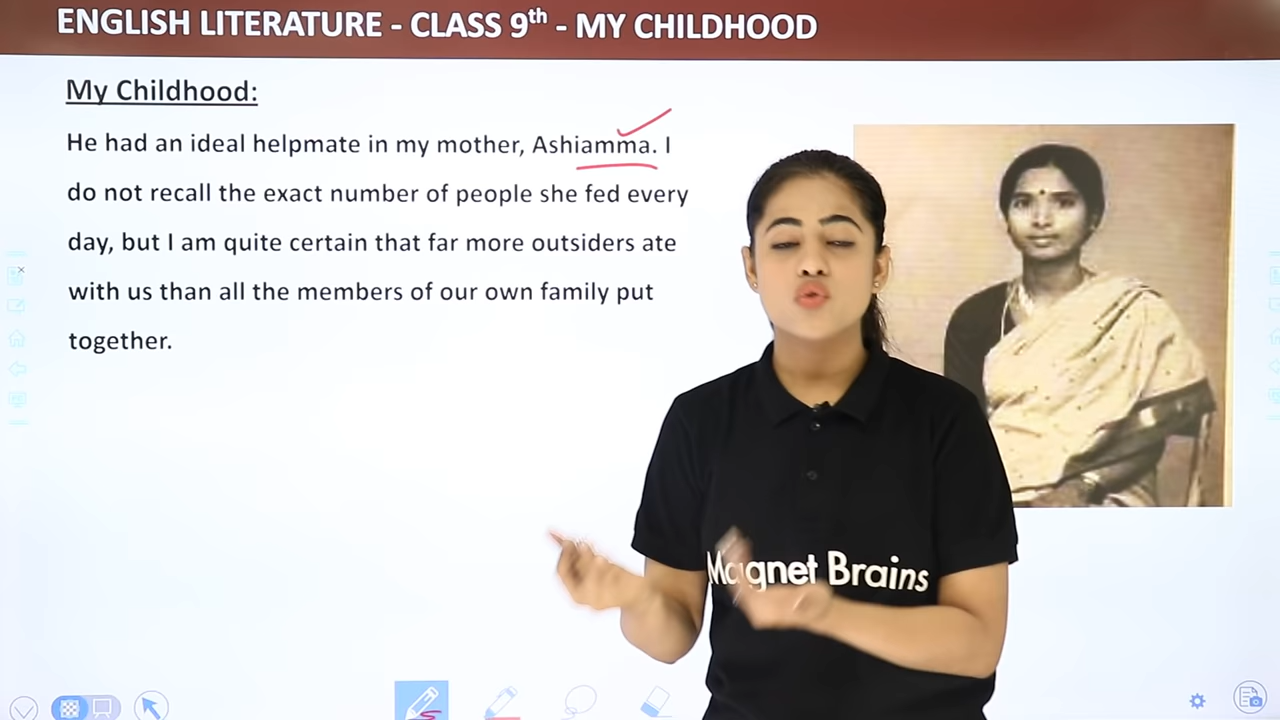 ENGLISH LITERATURE - CLASS 9th - MY CHILDHOOD
My Childhood:
He had an ideal helpmate in my mother, Ashiamma. I
do not recall the exact number of people she fed every
day, but I am quite certain that far more outsiders ate
with us than all the members of our own family put
together.
Magnet Brains